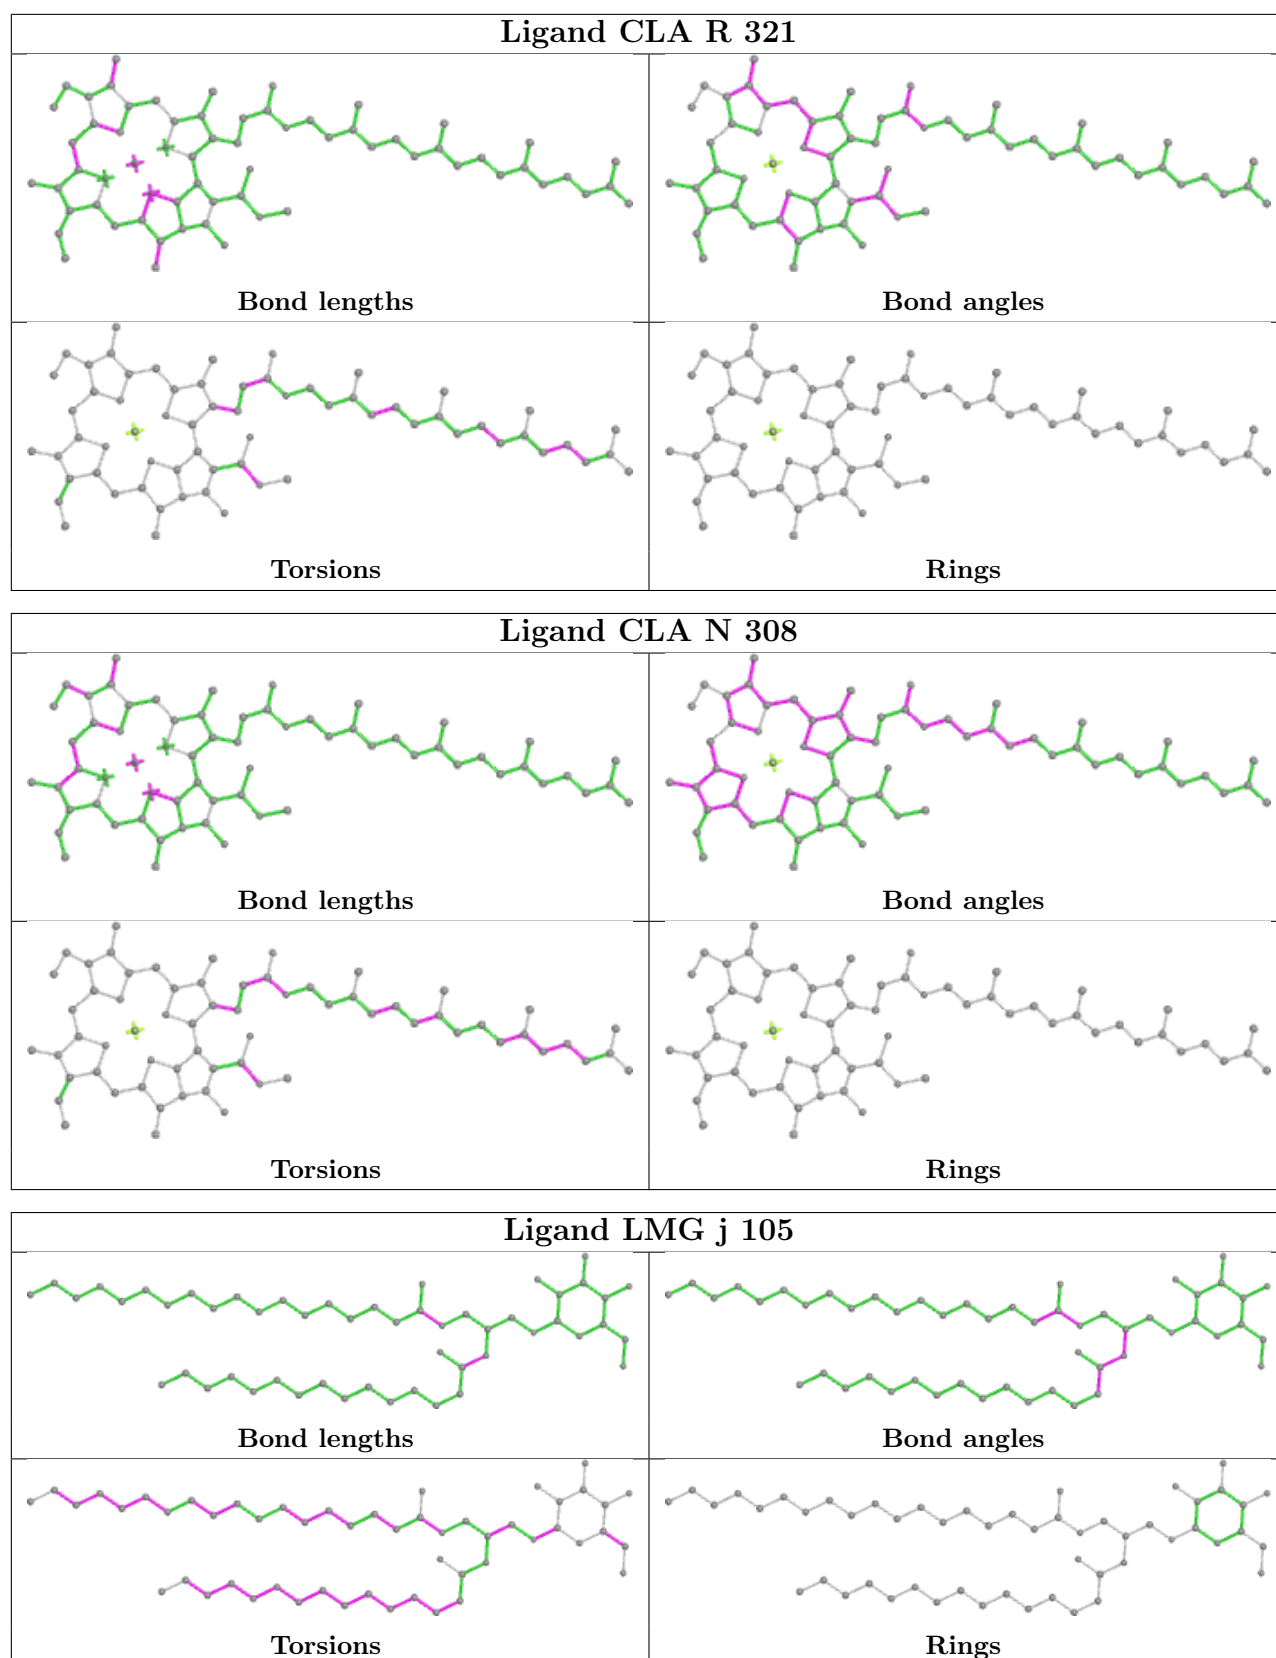 Ligand CLA R 321
Bond lengths
Bond angles
Torsions
Rings
Ligand CLA N 308
Bond lengths
Bond angles
Torsions
Rings
Ligand LMG j 105
Bond lengths
Bond angles
Torsions
Rings